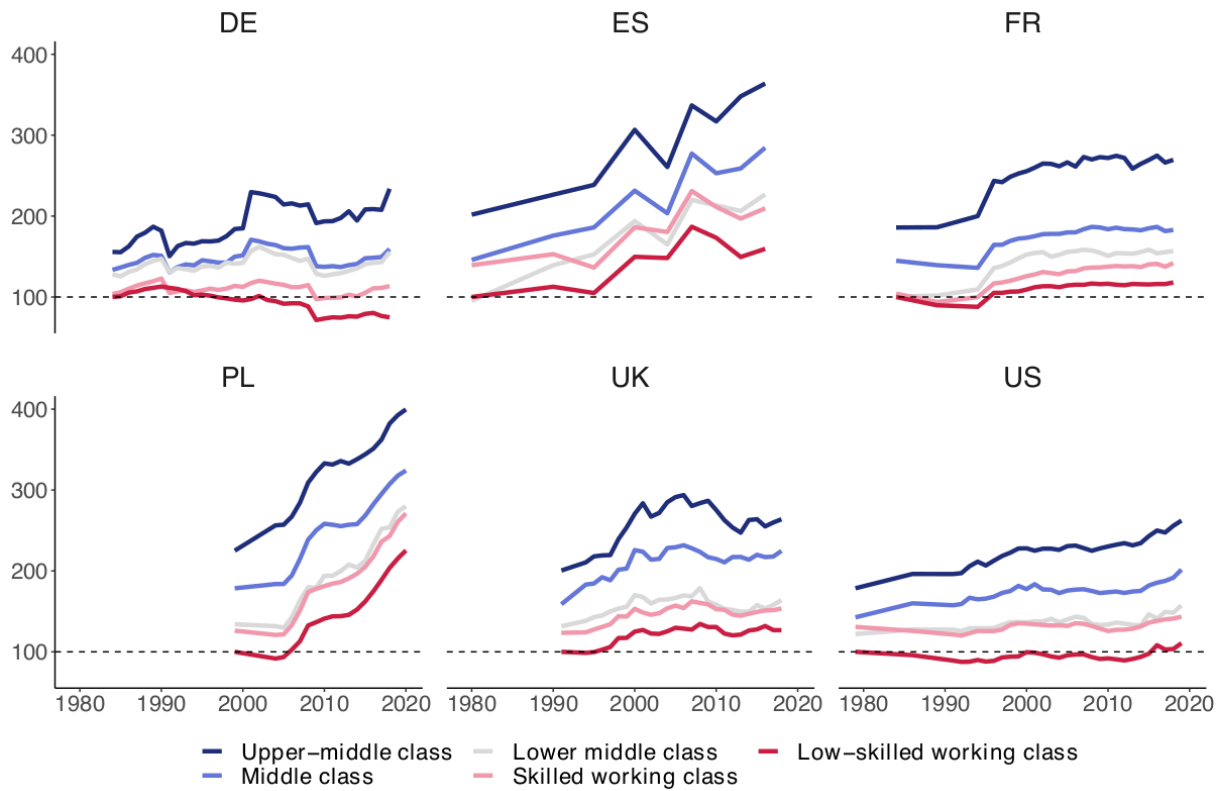 DE ES FR
400
300
200
100
PL UK US
400
300
200
100
1980 1990 2000 2010 2020 1980 1990 2000 2010 2020 1980 1990 2000 2010 2020
Upper−middle class Lower middle class Low−skilled working class
Middle class Skilled working class